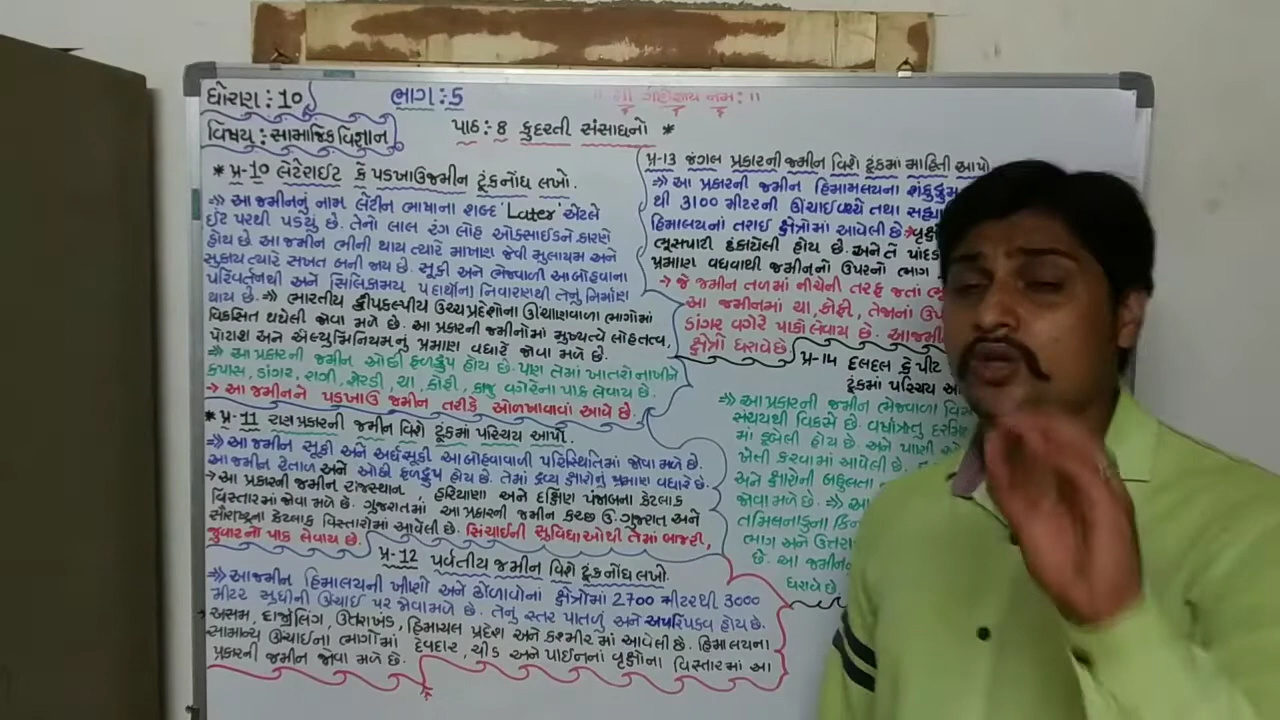 ધોરણ : 10
ભાગ : 5
॥ શ્રી ગણેશાય નમઃ ॥
વિષય : સામાજિક વિજ્ઞાન
પાઠ :- 8 કુદરતી સંસાધનો *
* પ્ર-10 લેટેરાઈટ કે પડખાઉ જમીન ટૂંકનોંધ લખો.
⇒ આ જમીનનું નામ લેટીન ભાષાના શબ્દ 'Later' એટલે
ઈંટ પરથી પડ્યું છે. તેનો લાલ રંગ લોહ ઓક્સાઈડને કારણે
હોય છે આ જમીન ભીની થાય ત્યારે માખણ જેવી મુલાયમ અને
સુકાય ત્યારે સખત બની જાય છે. સૂકી અને ભેજવાળી આબોહવાના
પરિવર્તનથી અને સિલિકામય પદાર્થોના નિવારણથી તેનું નિર્માણ
થાય છે. ⇒ ભારતીય દ્વીપકલ્પીય ઉચ્ચપ્રદેશોના ઊંચાણવાળા ભાગોમાં
વિકસિત થયેલી જોવા મળે છે. આ પ્રકારની જમીનોમાં મુખ્યત્વે લોહતત્વ,
પોટાશ અને એલ્યુમિનિયમનું પ્રમાણ વધારે જોવા મળે છે.
⇒ આ પ્રકારની જમીન ઓછી ફળદ્રુપ હોય છે. પણ તેમાં ખાતરો નાખીને
કપાસ, ડાંગર, રાગી, શેરડી, ચા, કોફી, કાજુ વગેરેના પાક લેવાય છે.
⇒ આ જમીનને પડખાઉ જમીન તરીકે ઓળખાવાવાં આવે છે.
* પ્ર-11 રણ પ્રકારની જમીન વિશે ટૂંકમાં પરિચય આપો.
⇒ આ જમીન સૂકી અને અર્ધસૂકી આબોહવાવાળી પરિસ્થિતિમાં જોવા મળે છે.
આ જમીન રેતાળ અને ઓછી ફળદ્રુપ હોય છે. તેમાં દ્રવ્ય ક્ષારોનું પ્રમાણ વધારે છે.
→ આ પ્રકારની જમીન રાજસ્થાન, હરિયાણા અને દક્ષિણ પંજાબના કેટલાક
વિસ્તારમાં જોવા મળે છે. ગુજરાતમાં આ પ્રકારની જમીન કચ્છ ઉ. ગુજરાત અને
સૌરાષ્ટ્રના કેટલાક વિસ્તારોમાં આવેલી છે. સિંચાઈની સુવિધાઓથી તેમાં બાજરી,
જુવાટનો પાક લેવાય છે.
પ્ર-12 પર્વતીય જમીન વિશે ટૂંકનોંધ લખો.
⇒ આ જમીન હિમાલયની ખીણો અને ઢોળાવોનાં ક્ષેત્રોમાં 2700 મીટરથી 3000
મીટર સુધીની ઊંચાઈ પર જોવા મળે છે. તેનું સ્તર પાતળું અને અપરિપક્વ હોય છે.
→ અસમ, દાર્જીલિંગ, ઉત્તરાખંડ, હિમાચલ પ્રદેશ અને કશ્મીર માં આવેલી છે. હિમાલયના
સામાન્ય ઊંચાઈના ભાગોમાં દેવદાર, ચીડ અને પાઈનનાં વૃક્ષોના વિસ્તારમાં આ
પ્રકારની જમીન જોવા મળે છે.
પ્ર-13 જંગલ પ્રકારની જમીન વિશે ટૂંકમાં માહિતી આપો.
⇒ આ પ્રકારની જમીન હિમામલયના શંકુદ્રુમ
થી 3100 મીટરની ઊંચાઈ વચ્ચે તથા સહ્યા
હિમાલયનાં તરાઈ ક્ષેત્રોમાં આવેલી છે. વૃક્ષ
ભૂસપાટી ઢંકાયેલી હોય છે. અને તે પાંદડ
પ્રમાણ વધવાથી જમીનનો ઉપરનો ભાગ
→ જે જમીન તળમાં નીચેની તરફ જતાં ભૂ
આ જમીનમાં ચા, કોફી, તેજાના ઉપ
ડાંગર વગેરે પાકો લેવાય છે. આ જમી
ક્ષેત્રો ધરાવે છે
પ્ર-14 દલદલ કે પીટ
ટૂંકમાં પરિચય આ
⇒ આ પ્રકારની જમીન ભેજવાળા વિસ
સંચયથી વિકસે છે. વર્ષાઋતુ દરમિ
માં ડૂબેલી હોય છે. અને પાણી
ખેતી કરવામાં આવેલી છે.
અને ક્ષારોની બહુલતા
જોવા મળે છે. ⇒ આ
તમિલનાડુના કિન
ભાગ અને ઉત્તરા
છે. આ જમીન
ધરાવે છે.